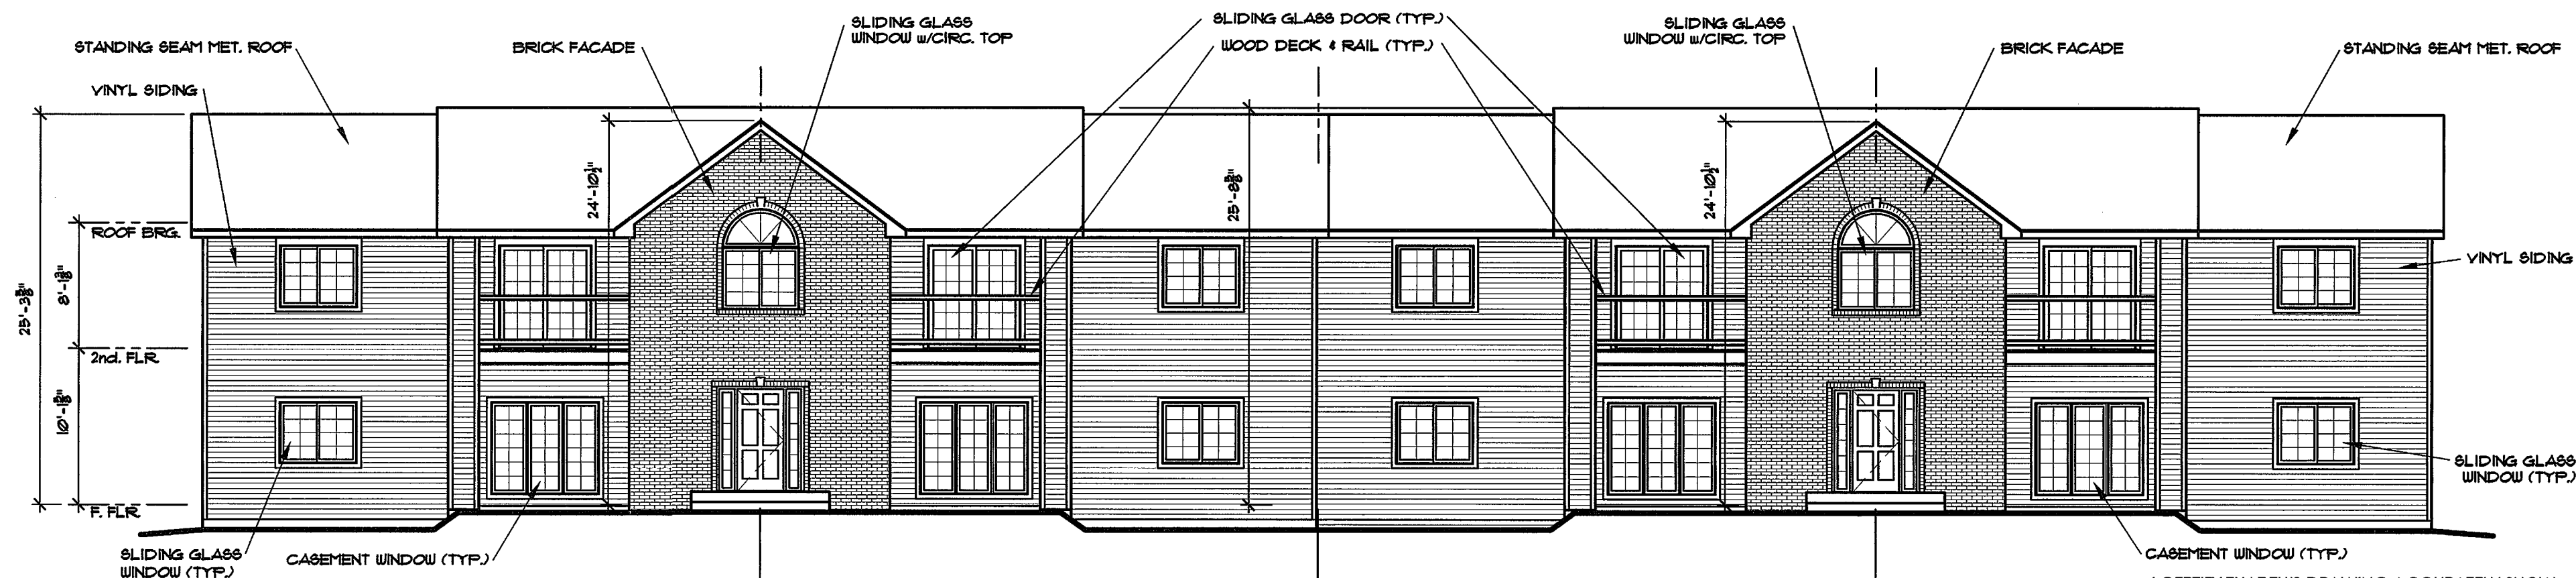 STANDING SEAM MET. ROOF
BRICK FACADE
SLIDING GLASS
WINDOW w/CIRC. TOP
SLIDING GLASS DOOR (TYP.)
WOOD DECK & RAIL (TYP.)
SLIDING GLASS
WINDOW w/CIRC. TOP
BRICK FACADE
STANDING SEAM MET. ROOF
VINYL SIDING
ROOF BRG.
25'-3⅝"
8'-1⅜"
2nd. FLR.
10'-1⅞"
F. FLR.
24'-10½"
25'-8⅝"
24'-10½"
VINYL SIDING
SLIDING GLASS
WINDOW (TYP.)
SLIDING GLASS
WINDOW (TYP.)
CASEMENT WINDOW (TYP.)
CASEMENT WINDOW (TYP.)